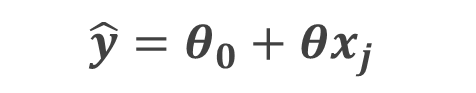 ŷ = θ₀ + θxⱼ